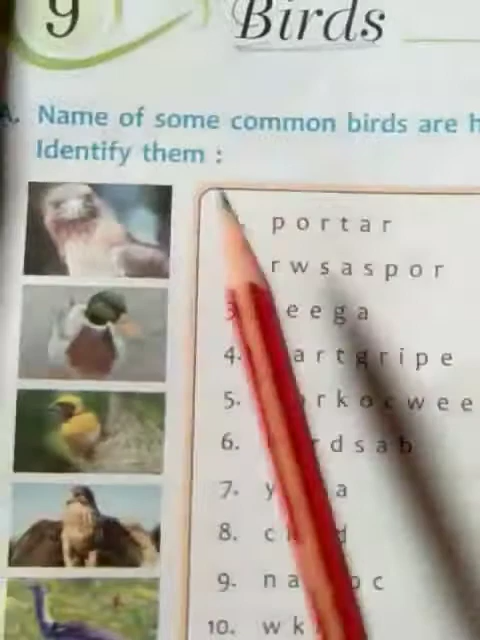 9
Birds
A. Name of some common birds are h
Identify them :
portar
rwsaspor
3. eega
4. artgripe
5. rkocwee
6. rdsab
7. y a
8. c d
9. na c
10. wk